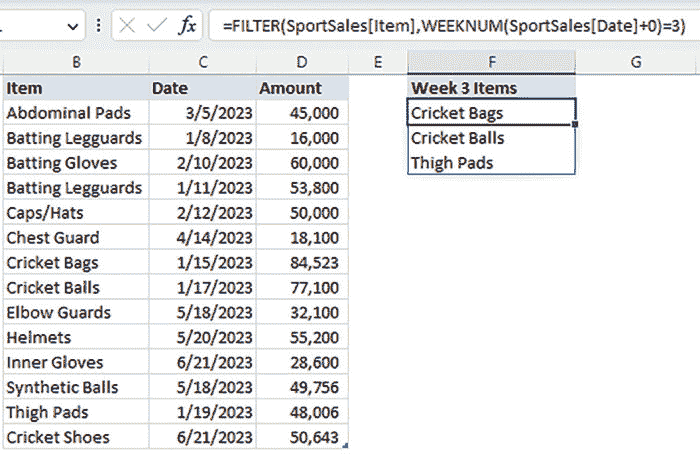 fx =FILTER(SportSales[Item],WEEKNUM(SportSales[Date]+0)=3)
B C D E F G
Item Date Amount Week 3 Items
Abdominal Pads 3/5/2023 45,000 Cricket Bags
Batting Legguards 1/8/2023 16,000 Cricket Balls
Batting Gloves 2/10/2023 60,000 Thigh Pads
Batting Legguards 1/11/2023 53,800
Caps/Hats 2/12/2023 50,000
Chest Guard 4/14/2023 18,100
Cricket Bags 1/15/2023 84,523
Cricket Balls 1/17/2023 77,100
Elbow Guards 5/18/2023 32,100
Helmets 5/20/2023 55,200
Inner Gloves 6/21/2023 28,600
Synthetic Balls 5/18/2023 49,756
Thigh Pads 1/19/2023 48,006
Cricket Shoes 6/21/2023 50,643